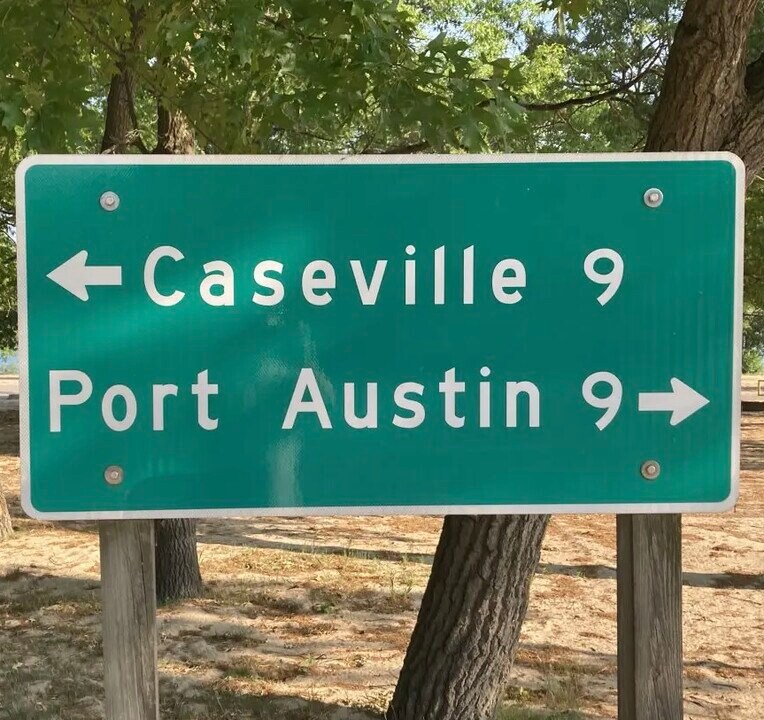 ← Caseville 9
Port Austin 9 →